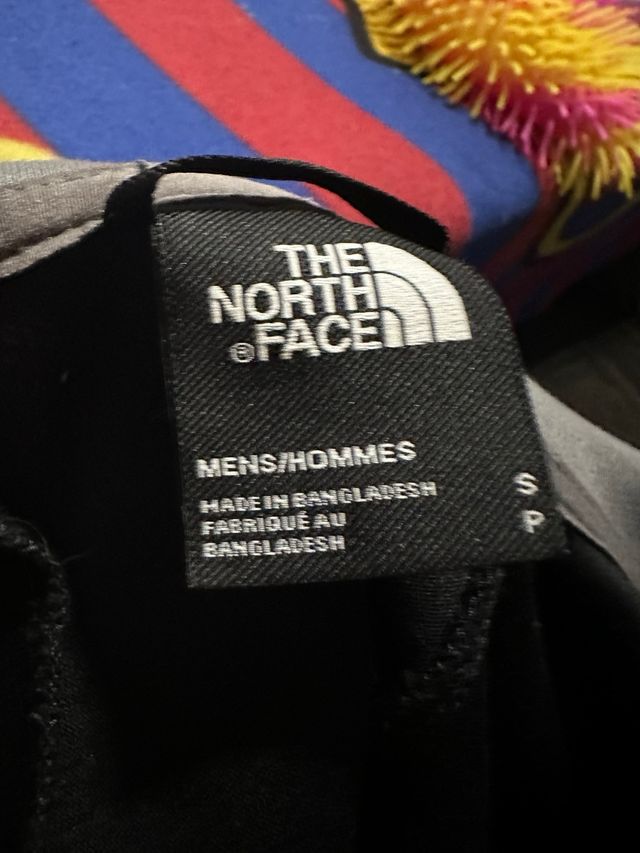 THE
NORTH
®FACE
MENS/HOMMES
MADE IN BANGLADESH
FABRIQUÉ AU
BANGLADESH
S
P